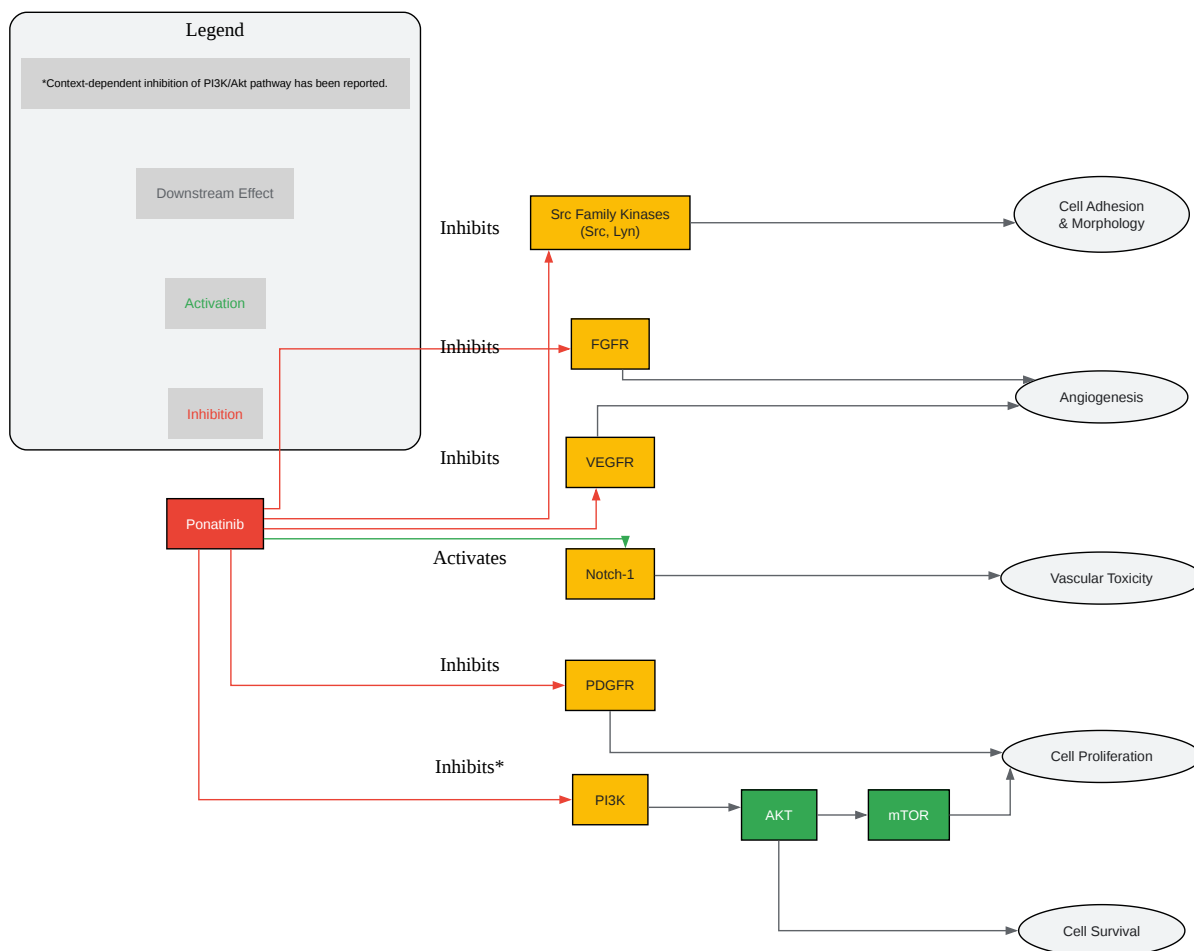 Legend
*Context-dependent inhibition of PI3K/Akt pathway has been reported.
Downstream Effect
Activation
Inhibition
Inhibits
Src Family Kinases
(Src, Lyn)
Cell Adhesion
& Morphology
Inhibits
FGFR
Angiogenesis
Inhibits
VEGFR
Ponatinib
Activates
Notch-1
Vascular Toxicity
Inhibits
PDGFR
Cell Proliferation
Inhibits*
PI3K
AKT
mTOR
Cell Survival